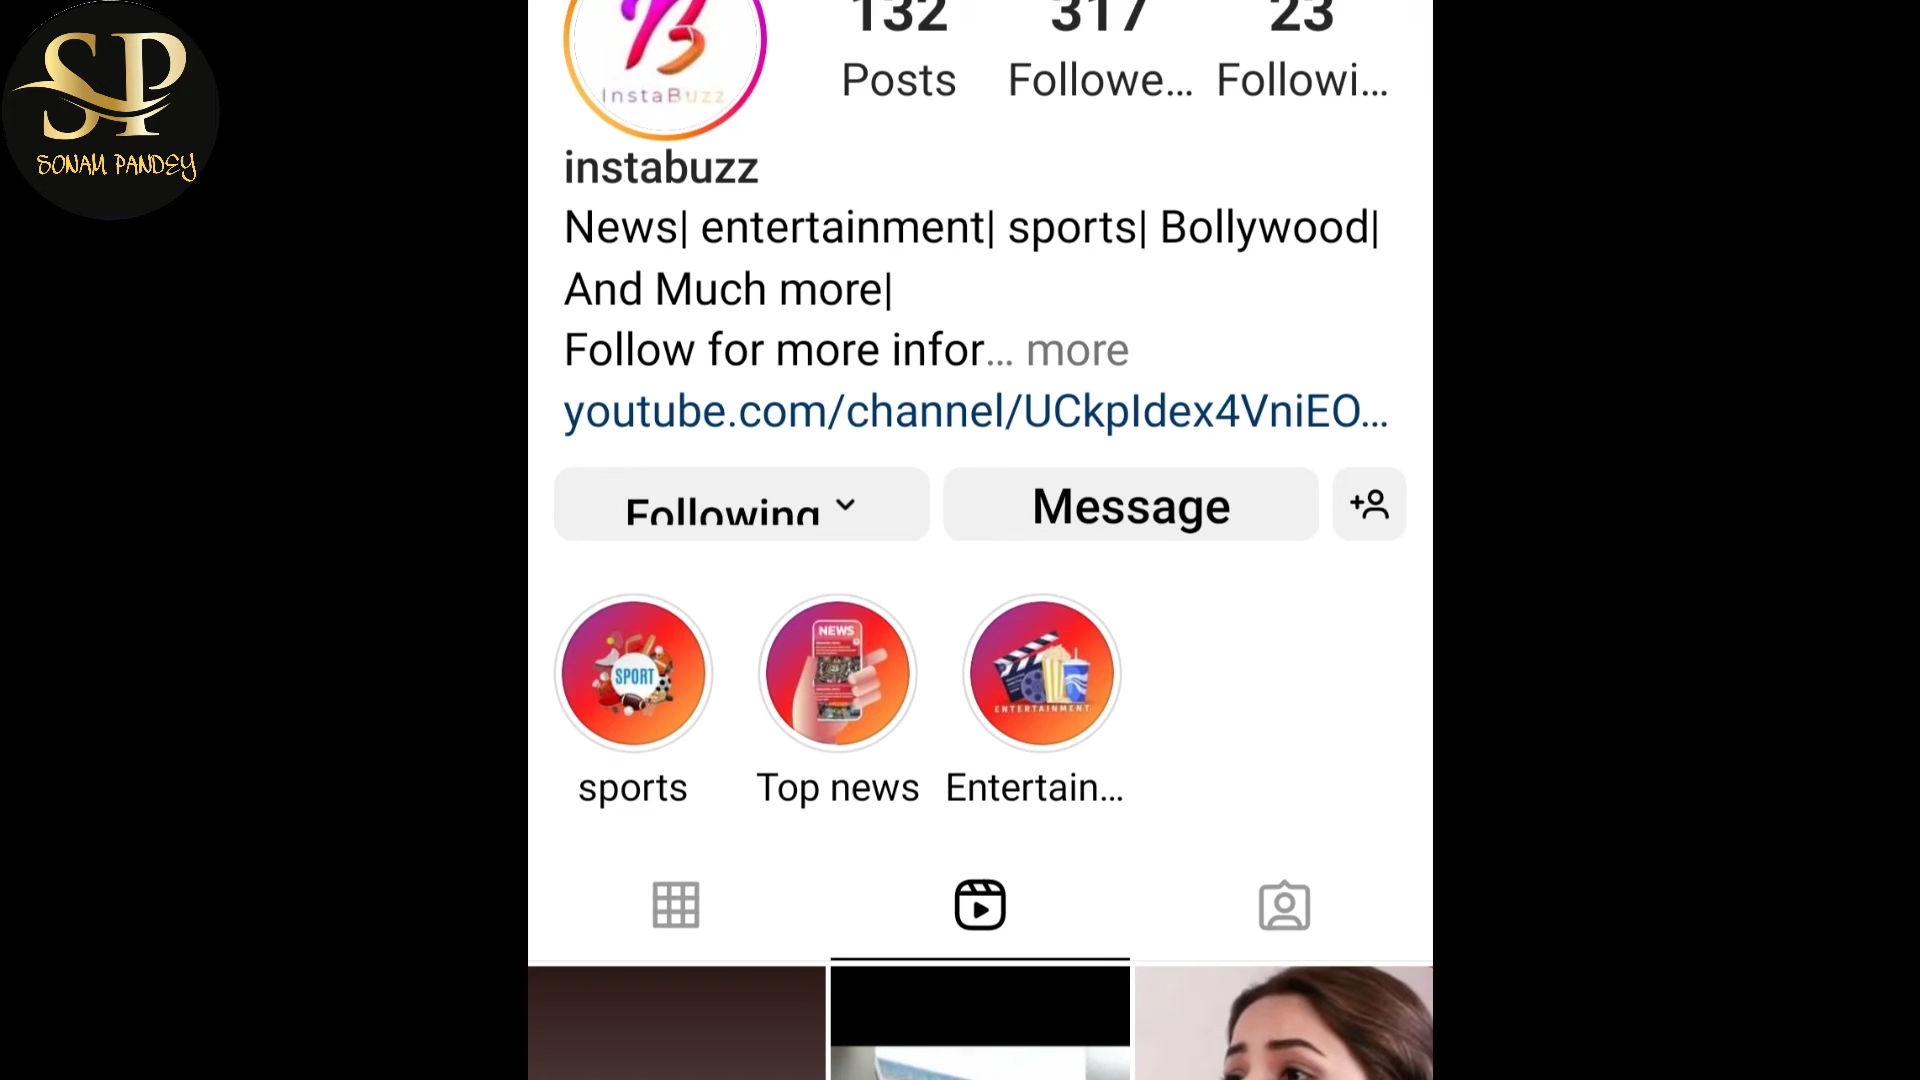 SP
SONAM PANDEY
132 317 23
Posts Followe... Followi...
InstaBuzz
instabuzz
News| entertainment| sports| Bollywood|
And Much more|
Follow for more infor... more
youtube.com/channel/UCkpIdex4VniEO...
Following Message
SPORT
NEWS
ENTERTAINMENT
sports Top news Entertain...